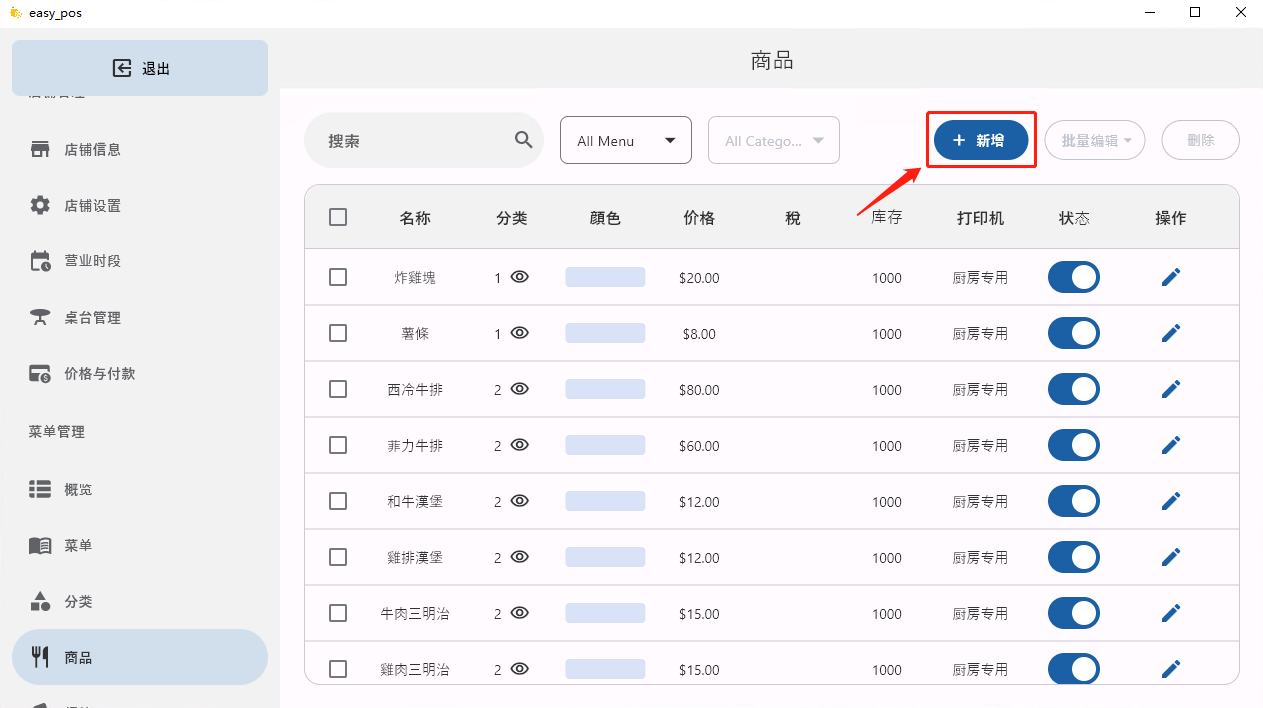 easy_pos
退出
商品
店铺信息
店铺设置
营业时段
桌台管理
价格与付款
菜单管理
概览
菜单
分类
商品
搜索 All Menu All Catego... + 新增 批量编辑 删除
名称 分类 顔色 价格 税 库存 打印机 状态 操作
炸雞塊 1 $20.00 1000 厨房专用
薯條 1 $8.00 1000 厨房专用
西冷牛排 2 $80.00 1000 厨房专用
菲力牛排 2 $60.00 1000 厨房专用
和牛漢堡 2 $12.00 1000 厨房专用
雞排漢堡 2 $12.00 1000 厨房专用
牛肉三明治 2 $15.00 1000 厨房专用
雞肉三明治 2 $15.00 1000 厨房专用